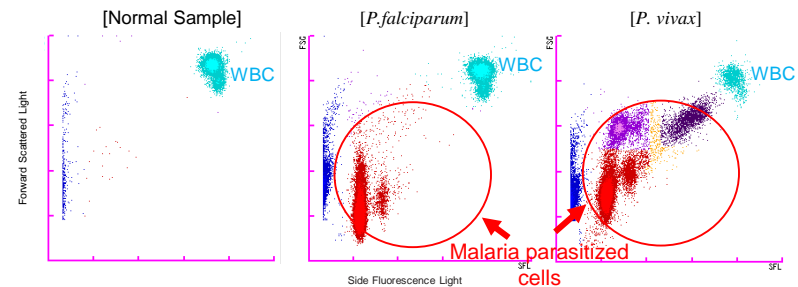 [Normal Sample]
[P.falciparum]
[P. vivax]
FSC
FSC
WBC
WBC
WBC
Forward Scattered Light
Malaria parasitized
cells
SFL
SFL
Side Fluorescence Light